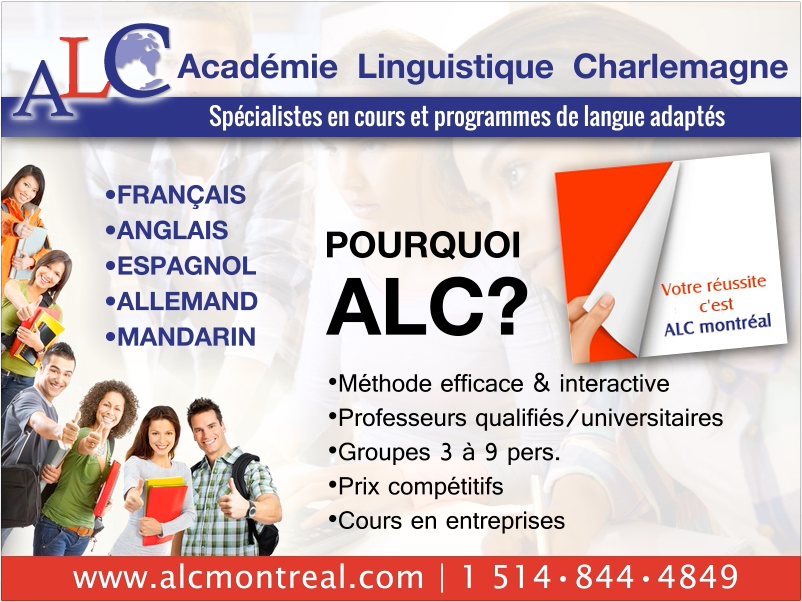 ALC Académie Linguistique Charlemagne
Spécialistes en cours et programmes de langue adaptés
•FRANÇAIS
•ANGLAIS
•ESPAGNOL
•ALLEMAND
•MANDARIN
POURQUOI
ALC?
Votre réussite
c'est
ALC montréal
•Méthode efficace & interactive
•Professeurs qualifiés/universitaires
•Groupes 3 à 9 pers.
•Prix compétitifs
•Cours en entreprises
www.alcmontreal.com | 1 514•844•4849